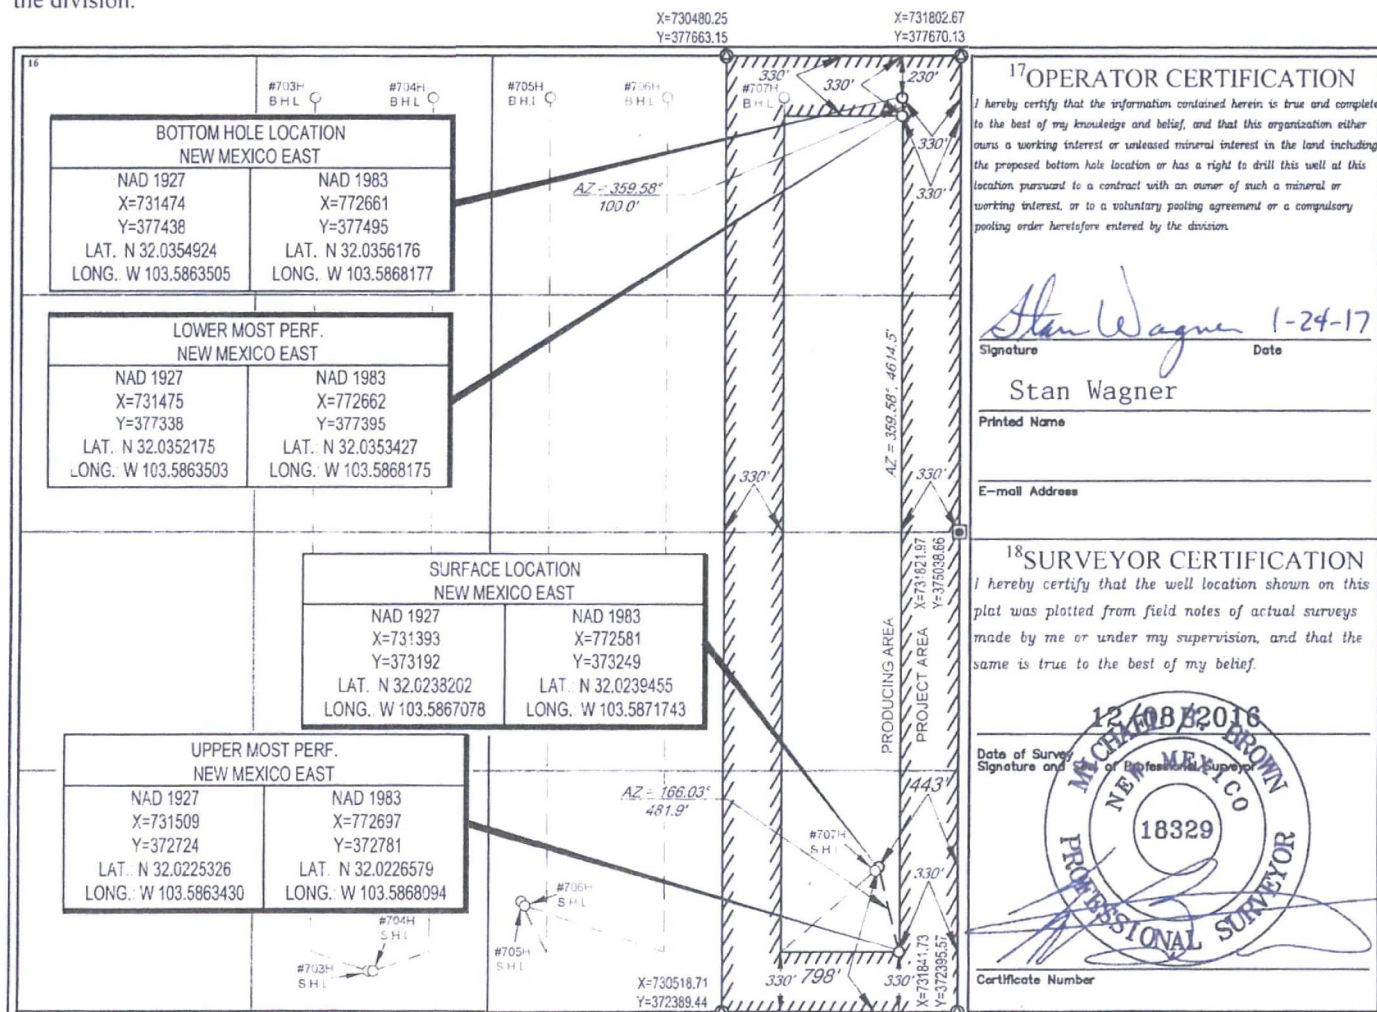 the division.
X=730480.25
Y=377663.15
X=731802.67
Y=377670.13
16
#703H
B H L
#704H
B H L
#705H
B H L
#706H
B H L
#707H
B H L
330'
330'
230'
330'
330'
BOTTOM HOLE LOCATION
NEW MEXICO EAST
NAD 1927
X=731474
Y=377438
LAT. N 32.0354924
LONG. W 103.5863505
NAD 1983
X=772661
Y=377495
LAT. N 32.0356176
LONG. W 103.5868177
AZ = 359.58°
100.0'
LOWER MOST PERF.
NEW MEXICO EAST
NAD 1927
X=731475
Y=377338
LAT. N 32.0352175
LONG. W 103.5863503
NAD 1983
X=772662
Y=377395
LAT. N 32.0353427
LONG. W 103.5868175
AZ = 359.58°, 4614.5'
330'
330'
X=731821.97
Y=375038.66
SURFACE LOCATION
NEW MEXICO EAST
NAD 1927
X=731393
Y=373192
LAT. N 32.0238202
LONG. W 103.5867078
NAD 1983
X=772581
Y=373249
LAT. N 32.0239455
LONG. W 103.5871743
PRODUCING AREA
PROJECT AREA
UPPER MOST PERF.
NEW MEXICO EAST
NAD 1927
X=731509
Y=372724
LAT. N 32.0225326
LONG.: W 103.5863430
NAD 1983
X=772697
Y=372781
LAT. N 32.0226579
LONG.: W 103.5868094
AZ = 166.03°
481.9'
443'
#707H
S H L
330'
#706H
S H L
#705H
S H L
#704H
S H L
#703H
S H L
X=730518.71
Y=372389.44
330'
798'
330'
X=731841.73
Y=372395.57
17 OPERATOR CERTIFICATION
I hereby certify that the information contained herein is true and complete
to the best of my knowledge and belief, and that this organization either
owns a working interest or unleased mineral interest in the land including
the proposed bottom hole location or has a right to drill this well at this
location pursuant to a contract with an owner of such a mineral or
working interest, or to a voluntary pooling agreement or a compulsory
pooling order heretofore entered by the division.
Stan Wagner 1-24-17
Signature Date
Stan Wagner
Printed Name
E-mail Address
18 SURVEYOR CERTIFICATION
I hereby certify that the well location shown on this
plat was plotted from field notes of actual surveys
made by me or under my supervision, and that the
same is true to the best of my belief.
12/08/2016
Date of Survey
Signature and of Professional Surveyor
MICHAEL B. BROWN
NEW MEXICO
18329
PROFESSIONAL SURVEYOR
Certificate Number